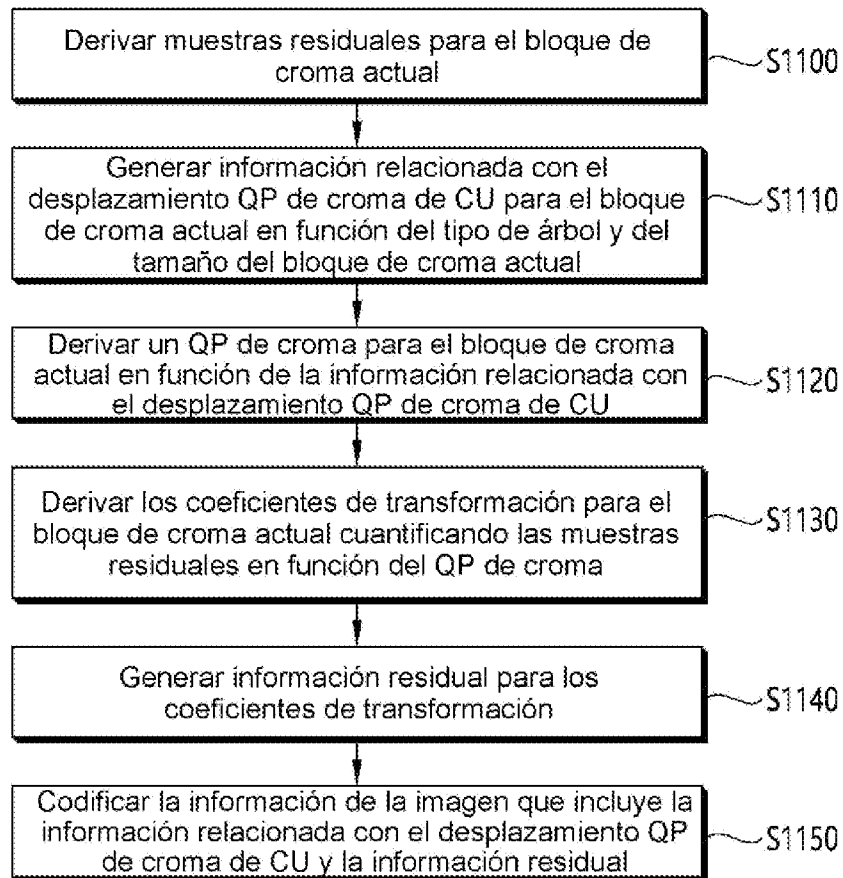 Derivar muestras residuales para el bloque de
croma actual
S1100
Generar información relacionada con el
desplazamiento QP de croma de CU para el bloque
de croma actual en función del tipo de árbol y del
tamaño del bloque de croma actual
S1110
Derivar un QP de croma para el bloque de croma
actual en función de la información relacionada con
el desplazamiento QP de croma de CU
S1120
Derivar los coeficientes de transformación para el
bloque de croma actual cuantificando las muestras
residuales en función del QP de croma
S1130
Generar información residual para los
coeficientes de transformación
S1140
Codificar la información de la imagen que incluye la
información relacionada con el desplazamiento QP
de croma de CU y la información residual
S1150